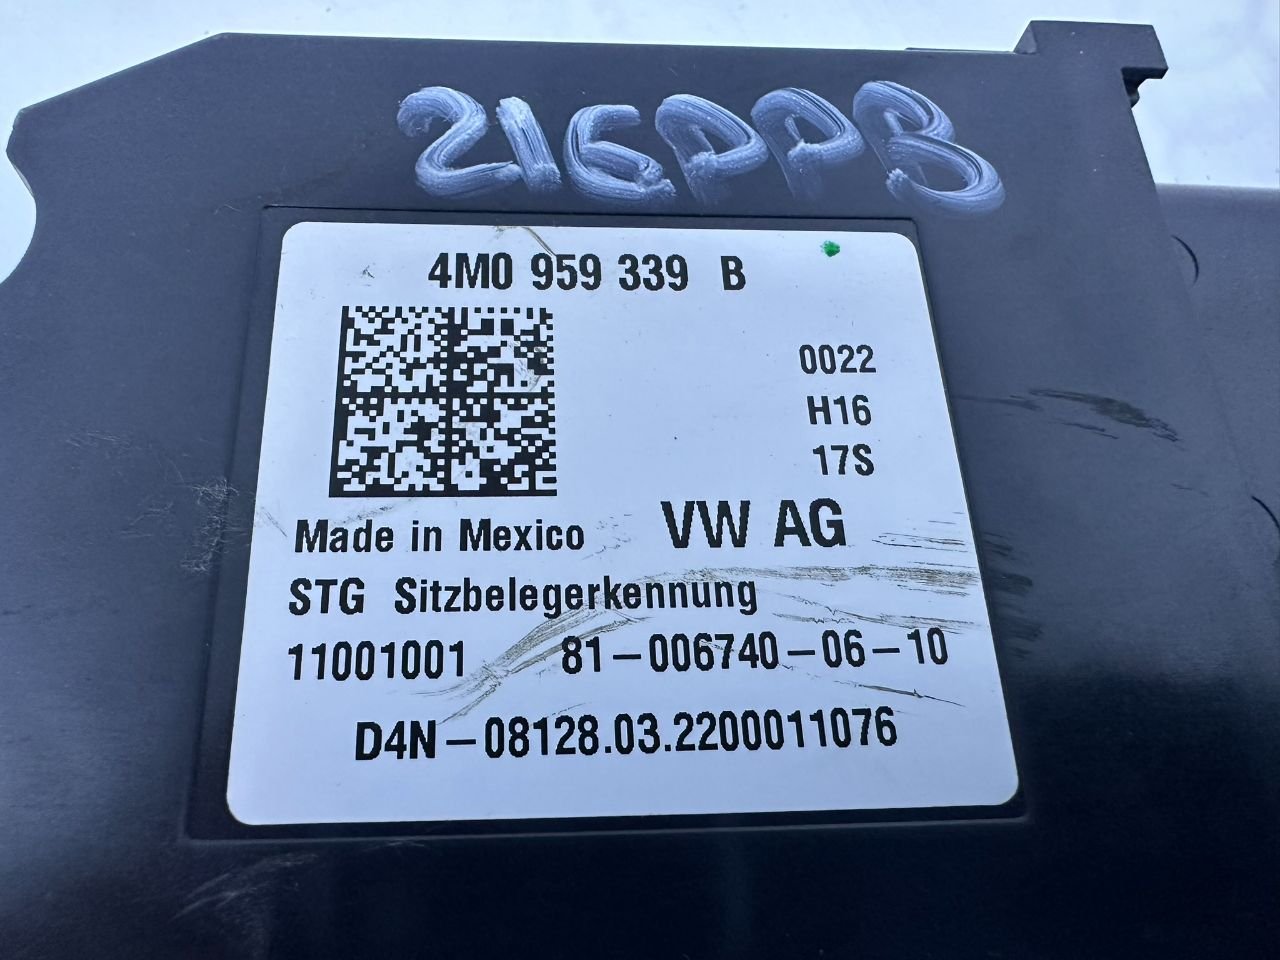 216PPB
4M0 959 339 B
0022
H16
17S
Made in Mexico VW AG
STG Sitzbelegerkennung
11001001 81-006740-06-10
D4N-08128.03.2200011076